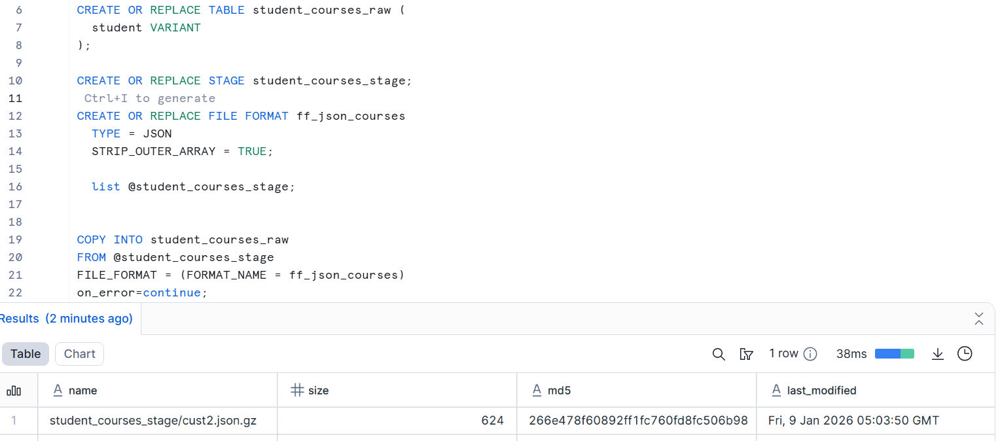 6 CREATE OR REPLACE TABLE student_courses_raw (
7 student VARIANT
8 );
9
10 CREATE OR REPLACE STAGE student_courses_stage;
11 Ctrl+I to generate
12 CREATE OR REPLACE FILE FORMAT ff_json_courses
13 TYPE = JSON
14 STRIP_OUTER_ARRAY = TRUE;
15
16 list @student_courses_stage;
17
18
19 COPY INTO student_courses_raw
20 FROM @student_courses_stage
21 FILE_FORMAT = (FORMAT_NAME = ff_json_courses)
22 on_error=continue;
Results (2 minutes ago)
Table Chart 1 row 38ms
name size md5 last_modified
1 student_courses_stage/cust2.json.gz 624 266e478f60892ff1fc760fd8fc506b98 Fri, 9 Jan 2026 05:03:50 GMT